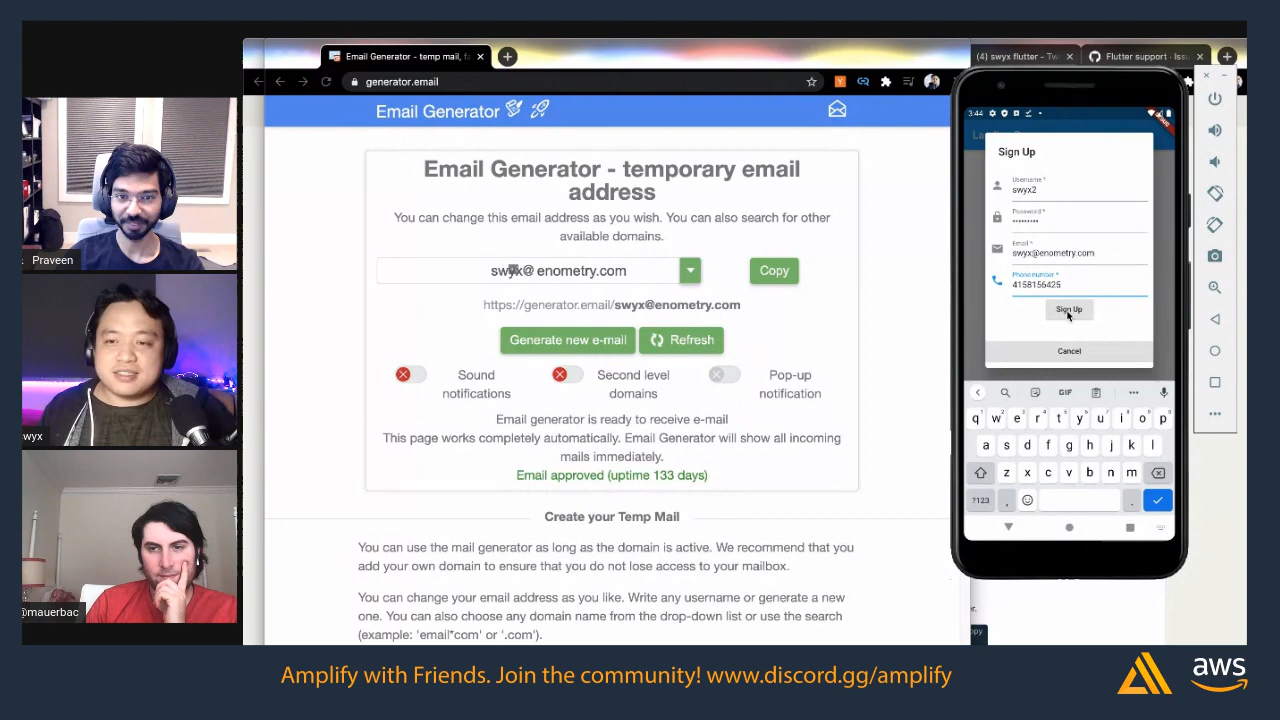 Email Generator - temp mail, fa
(4) swyx flutter - Tw
Flutter support · Issu
generator.email
Email Generator
Email Generator - temporary email
address
You can change this email address as you wish. You can also search for other
available domains.
swyx@ enometry.com
Copy
https://generator.email/swyx@enometry.com
Generate new e-mail
Refresh
Sound
notifications
Second level
domains
Pop-up
notification
Email generator is ready to receive e-mail
This page works completely automatically. Email Generator will show all incoming
mails immediately.
Email approved (uptime 133 days)
Create your Temp Mail
You can use the mail generator as long as the domain is active. We recommend that you
add your own domain to ensure that you do not lose access to your mailbox.
You can change your email address as you like. Write any username or generate a new
one. You can also choose any domain name from the drop-down list or use the search
(example: 'email*com' or '.com').
Praveen
wyx
@mauerbac
3:44
Sign Up
Username *
swyx2
Password *
•••••••••
Email *
swyx@enometry.com
Phone number *
4158156425
Sign Up
Cancel
GIF
q w e r t y u i o p
a s d f g h j k l
z x c v b n m
?123 , .
er.
opy
Amplify with Friends. Join the community! www.discord.gg/amplify
aws